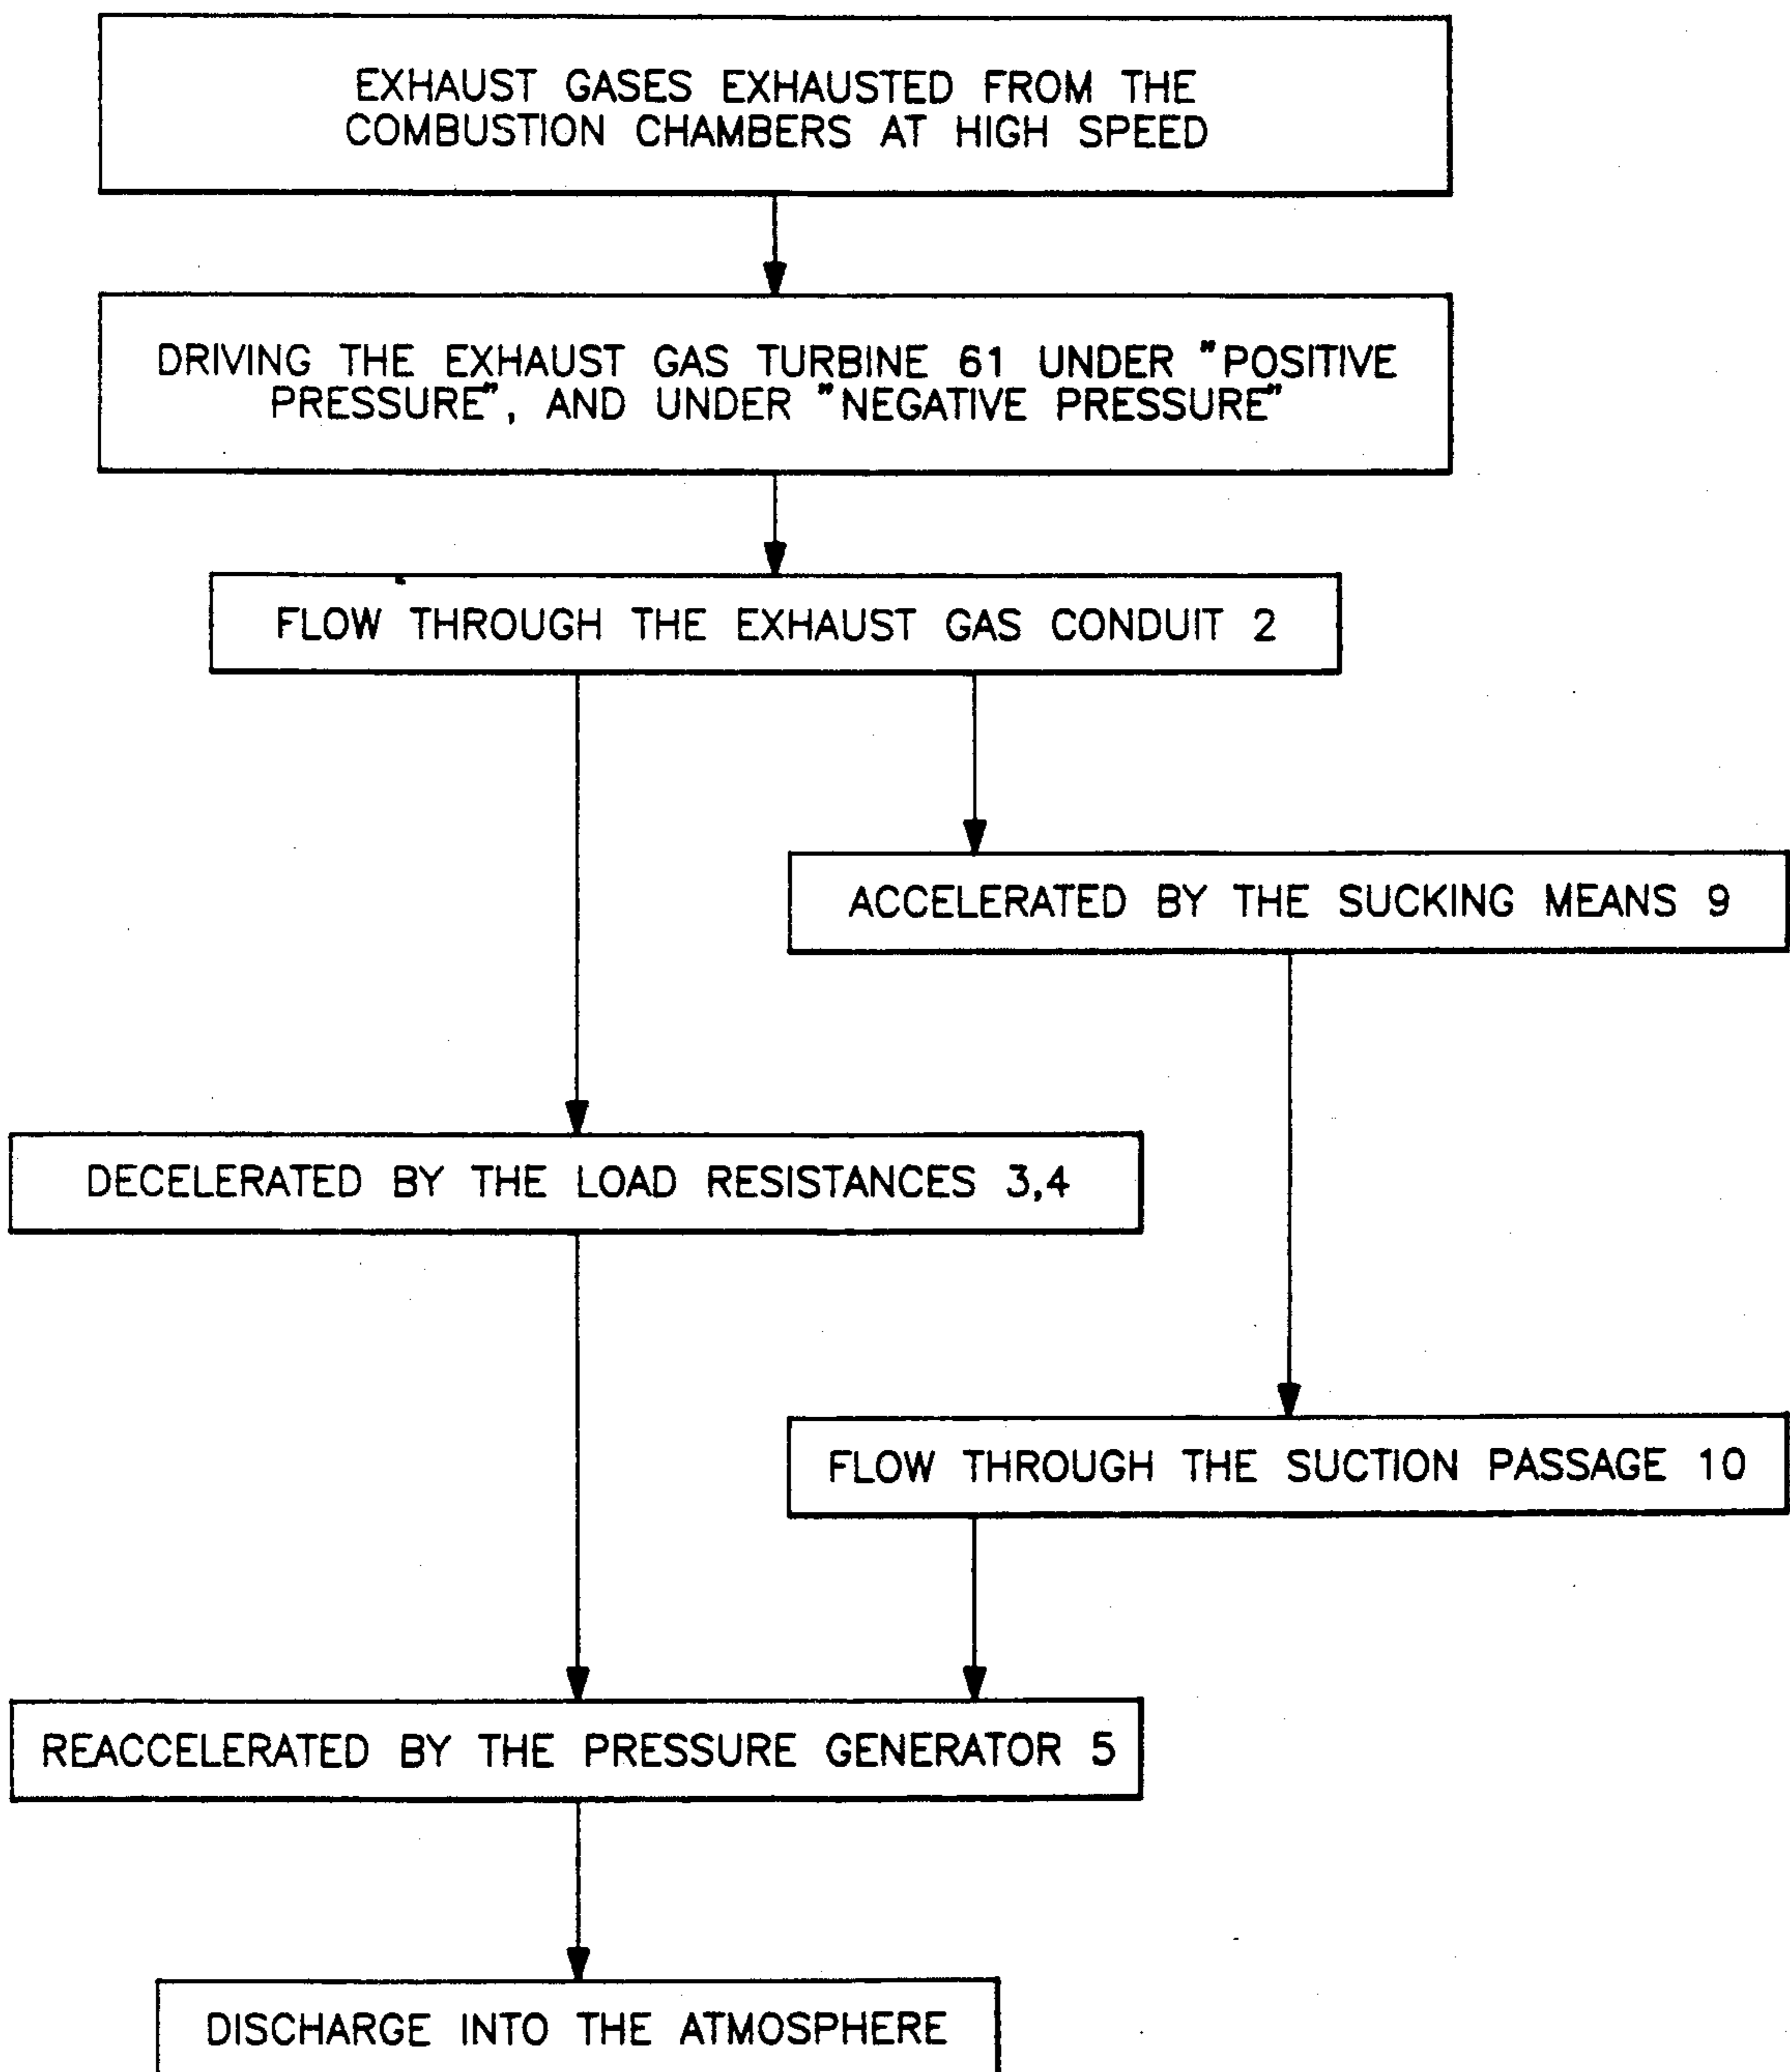 EXHAUST GASES EXHAUSTED FROM THE
COMBUSTION CHAMBERS AT HIGH SPEED
DRIVING THE EXHAUST GAS TURBINE 61 UNDER "POSITIVE
PRESSURE", AND UNDER "NEGATIVE PRESSURE"
FLOW THROUGH THE EXHAUST GAS CONDUIT 2
ACCELERATED BY THE SUCKING MEANS 9
DECELERATED BY THE LOAD RESISTANCES 3,4
FLOW THROUGH THE SUCTION PASSAGE 10
REACCELERATED BY THE PRESSURE GENERATOR 5
DISCHARGE INTO THE ATMOSPHERE